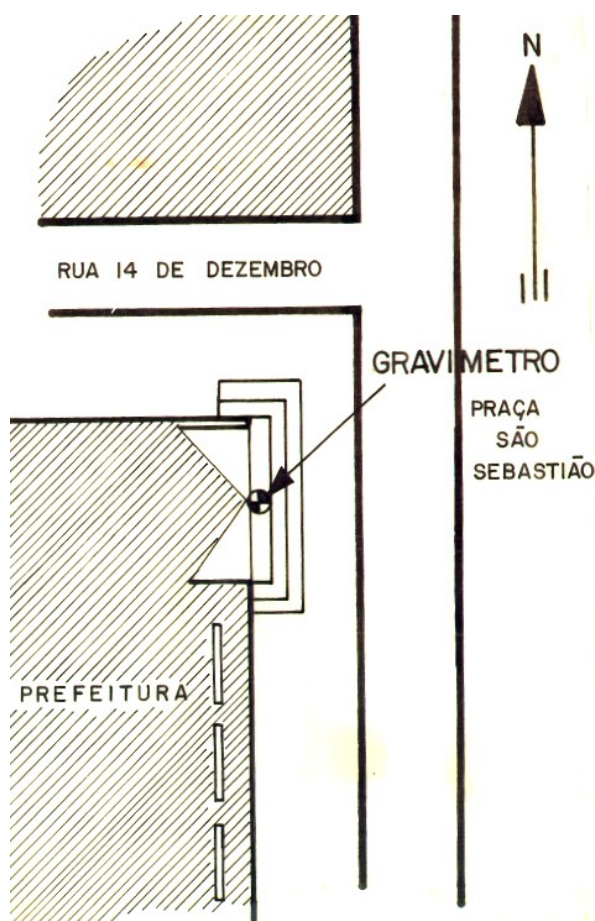 N
RUA 14 DE DEZEMBRO
GRAVIMETRO
PRAÇA
SÃO
SEBASTIÃO
PREFEITURA